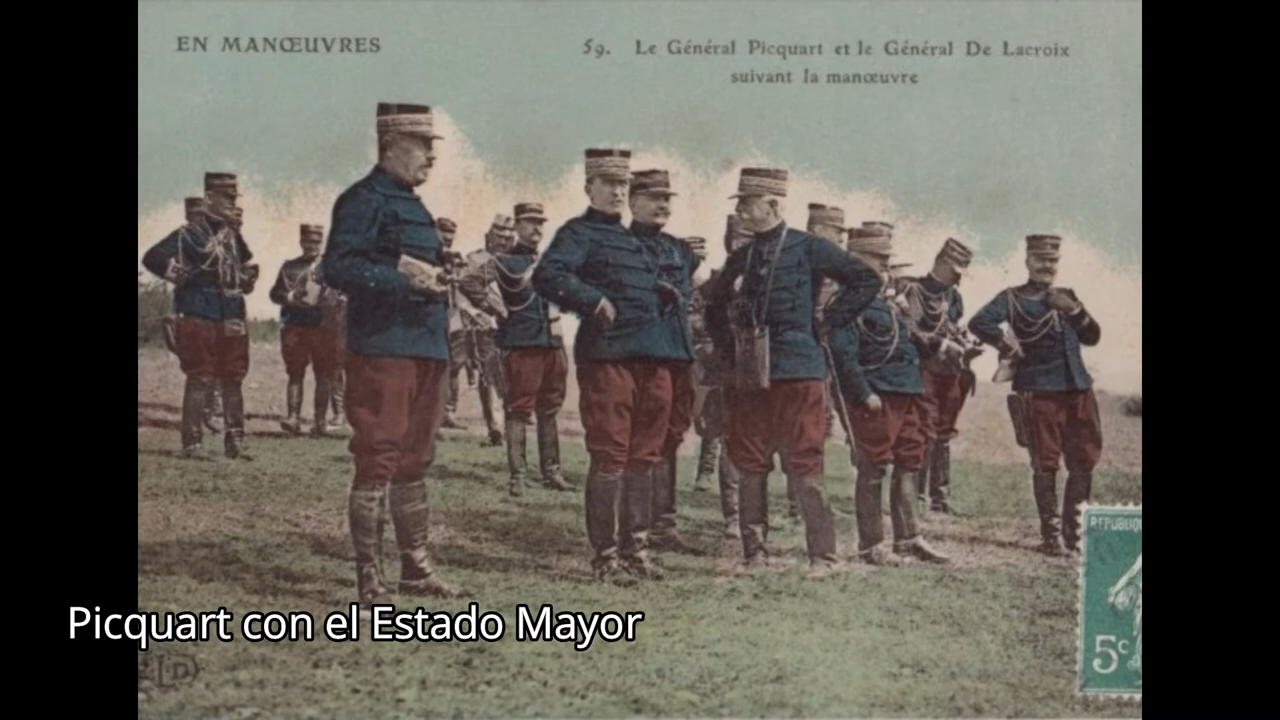 EN MANŒUVRES
59. Le Général Picquart et le Général De Lacroix
suivant la manœuvre
Picquart con el Estado Mayor
LD
5c